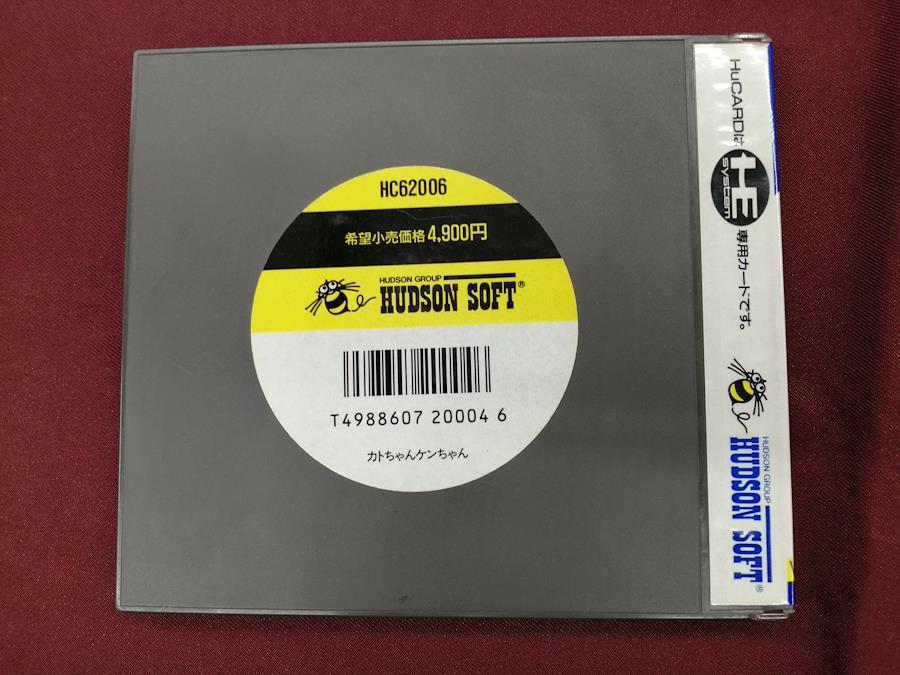 HC62006
希望小売価格4,900円
HUDSON GROUP
HUDSON SOFT®
T4988607 20004 6
カトちゃんケンちゃん
HuCARDは
HE
system
専用カードです。
HUDSON GROUP
HUDSON SOFT®